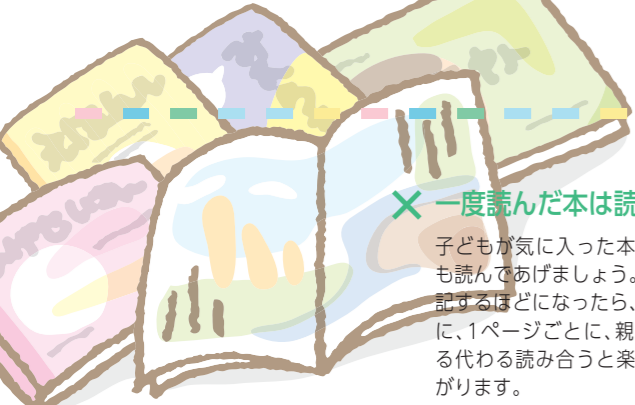 えほん
✕ 一度読んだ本は読
子どもが気に入った本
も読んであげましょう。
記するほどになったら、
に、1ページごとに、親
る代わる読み合うと楽
がります。